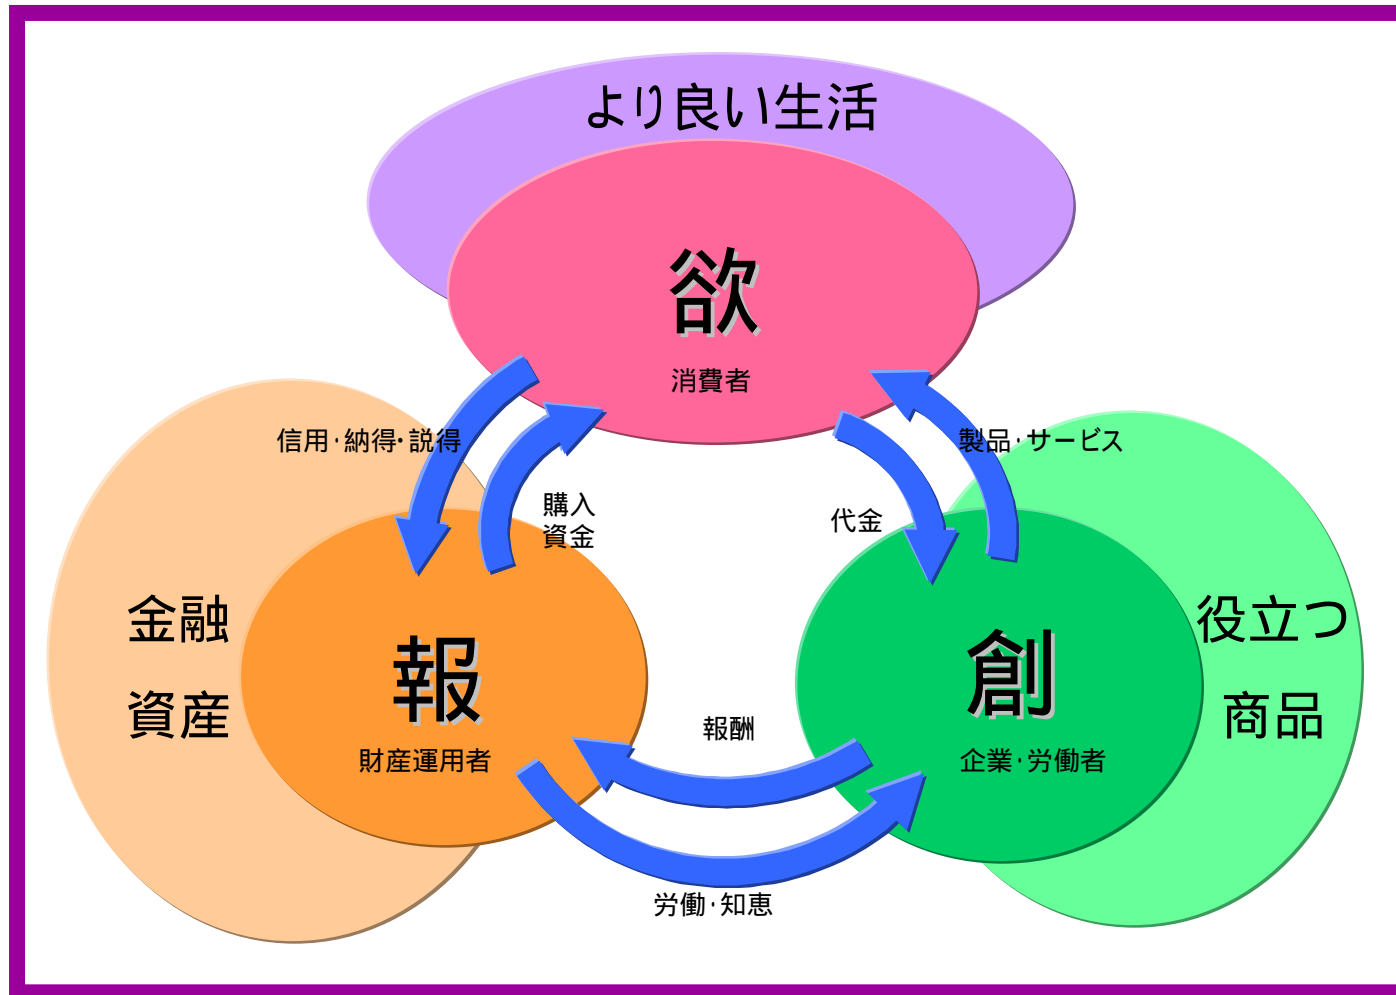 より良い生活
欲
消費者
信用・納得・説得
製品・サービス
購入
資金
代金
金融
資産
報
財産運用者
創
企業・労働者
役立つ
商品
報酬
労働・知恵